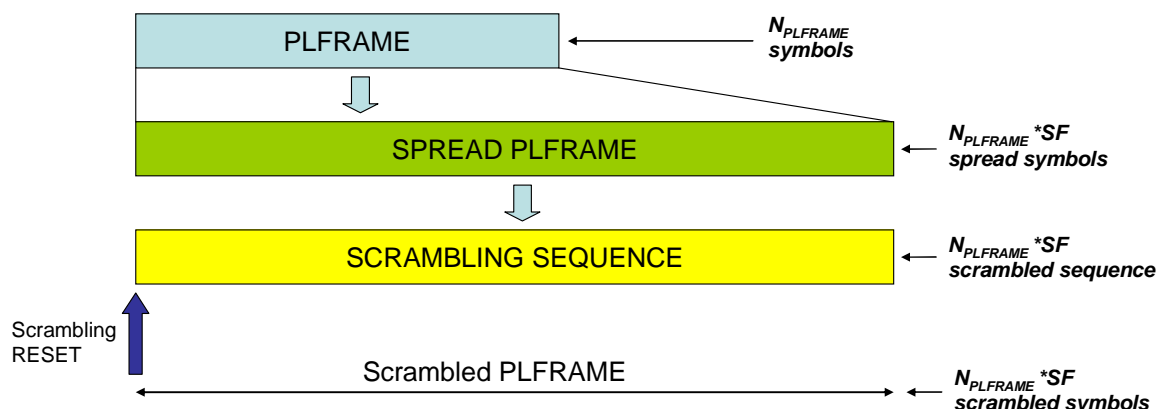 PLFRAME
N_PLFRAME
symbols
SPREAD PLFRAME
N_PLFRAME *SF
spread symbols
SCRAMBLING SEQUENCE
N_PLFRAME *SF
scrambled sequence
Scrambling
RESET
Scrambled PLFRAME
N_PLFRAME *SF
scrambled symbols